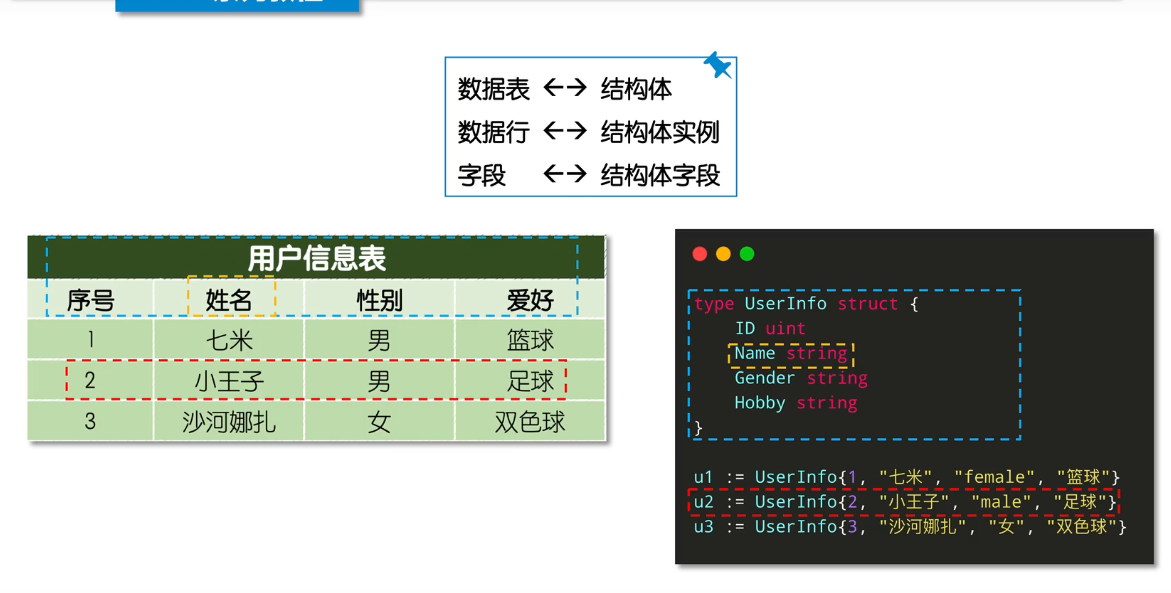 数据表 <-> 结构体
数据行 <-> 结构体实例
字段 <-> 结构体字段
用户信息表
序号 姓名 性别 爱好
1 七米 男 篮球
2 小王子 男 足球
3 沙河娜扎 女 双色球
type UserInfo struct {
ID uint
Name string
Gender string
Hobby string
}
u1 := UserInfo{1, "七米", "female", "篮球"}
u2 := UserInfo{2, "小王子", "male", "足球"}
u3 := UserInfo{3, "沙河娜扎", "女", "双色球"}